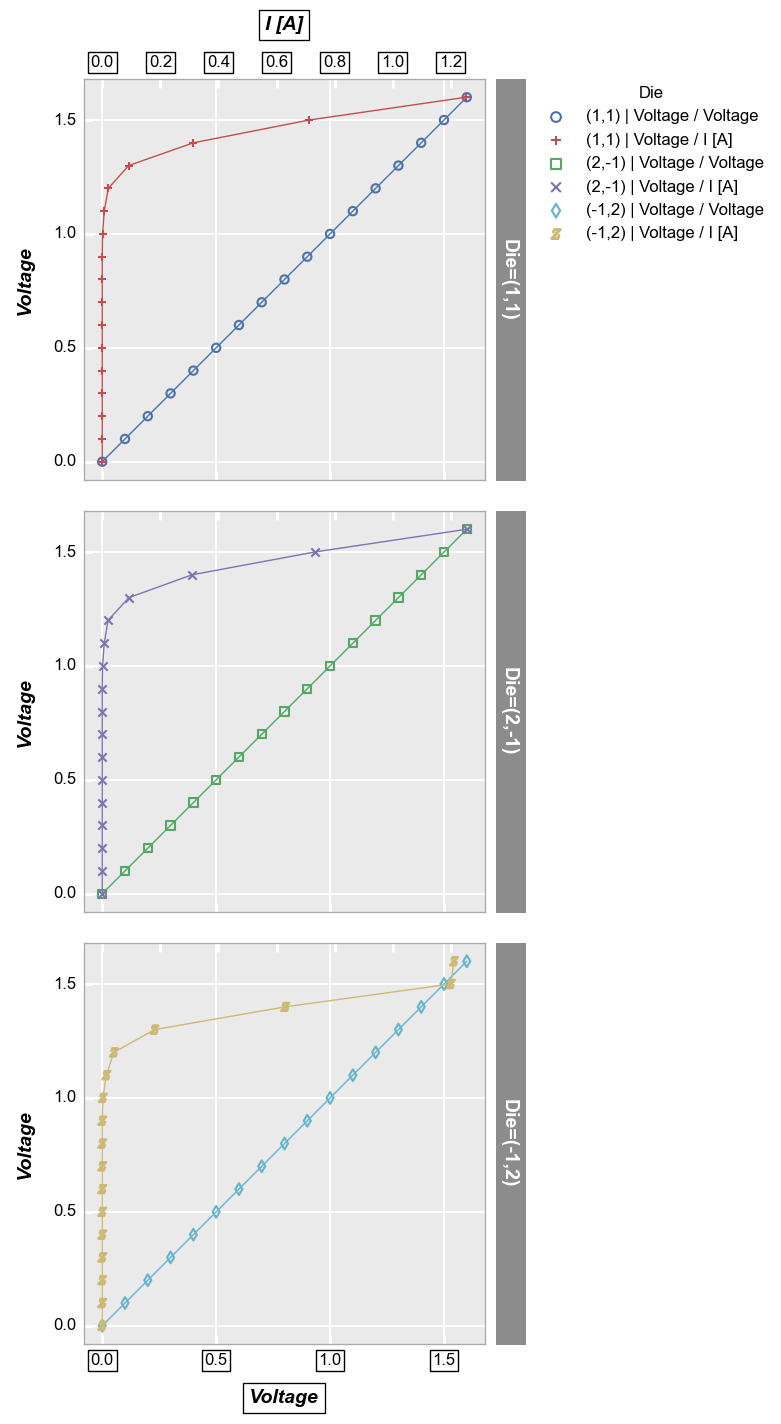 I [A]
0.0 0.2 0.4 0.6 0.8 1.0 1.2
Die
(1,1) | Voltage / Voltage
(1,1) | Voltage / I [A]
(2,-1) | Voltage / Voltage
(2,-1) | Voltage / I [A]
(-1,2) | Voltage / Voltage
(-1,2) | Voltage / I [A]
1.5
1.0
0.5
0.0
Voltage
Die=(1,1)
1.5
1.0
0.5
0.0
Voltage
Die=(2,-1)
1.5
1.0
0.5
0.0
Voltage
Die=(-1,2)
0.0 0.5 1.0 1.5
Voltage